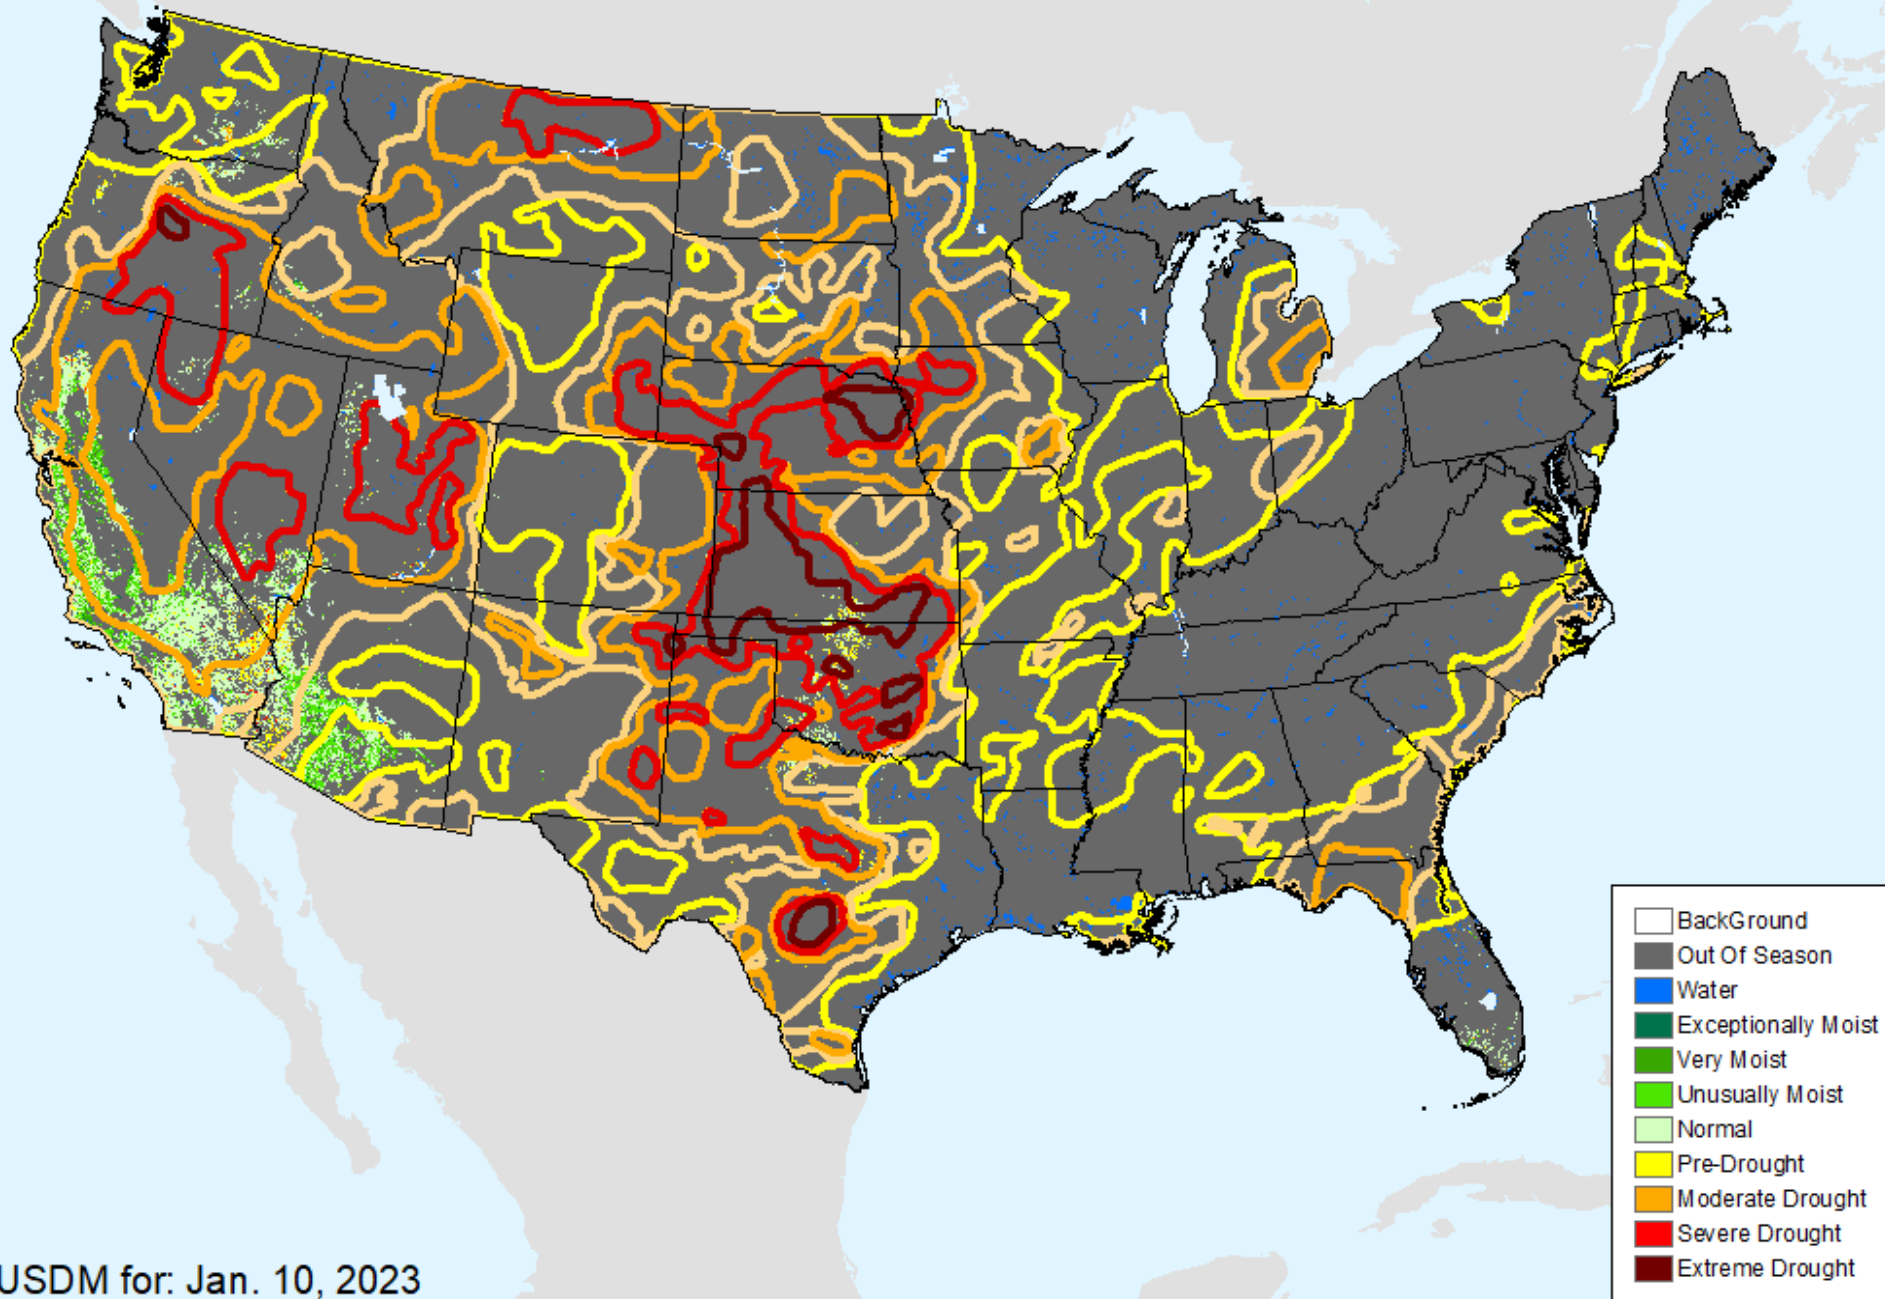 BackGround
Out Of Season
Water
Exceptionally Moist
Very Moist
Unusually Moist
Normal
Pre-Drought
Moderate Drought
Severe Drought
Extreme Drought
USDM for: Jan. 10, 2023